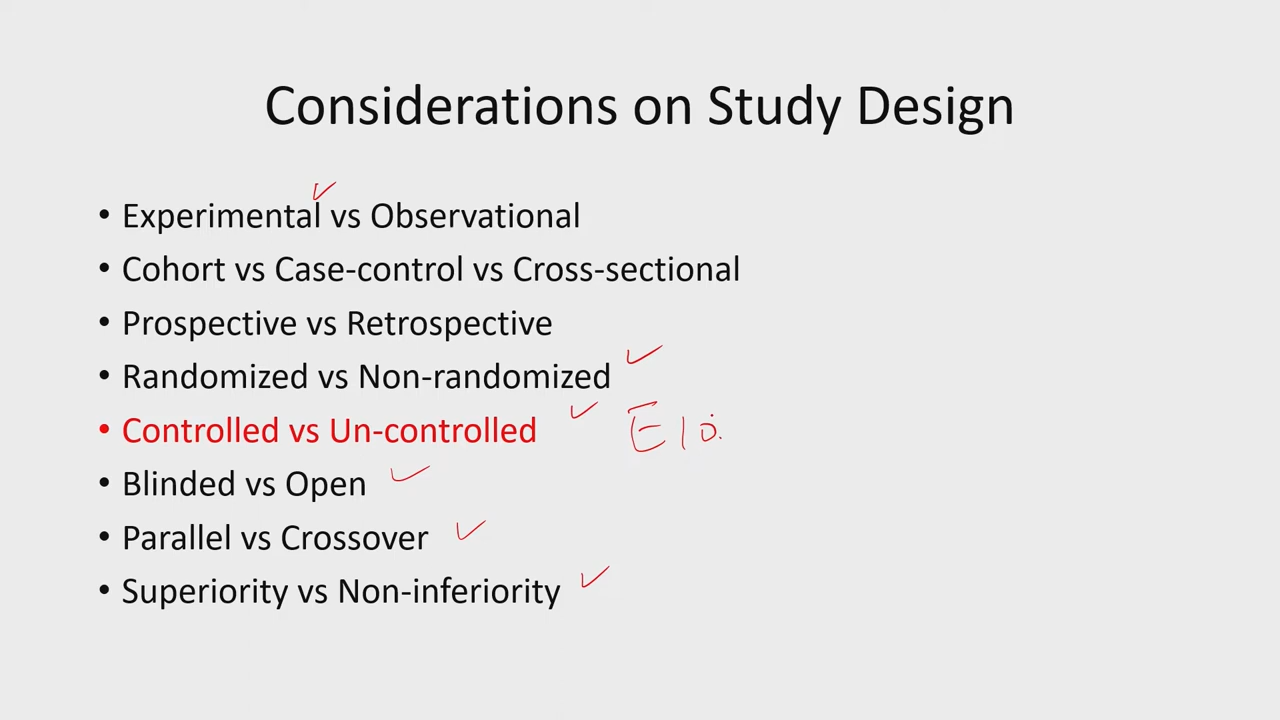 Considerations on Study Design
• Experimental vs Observational
• Cohort vs Case-control vs Cross-sectional
• Prospective vs Retrospective
• Randomized vs Non-randomized
• Controlled vs Un-controlled E10
• Blinded vs Open
• Parallel vs Crossover
• Superiority vs Non-inferiority